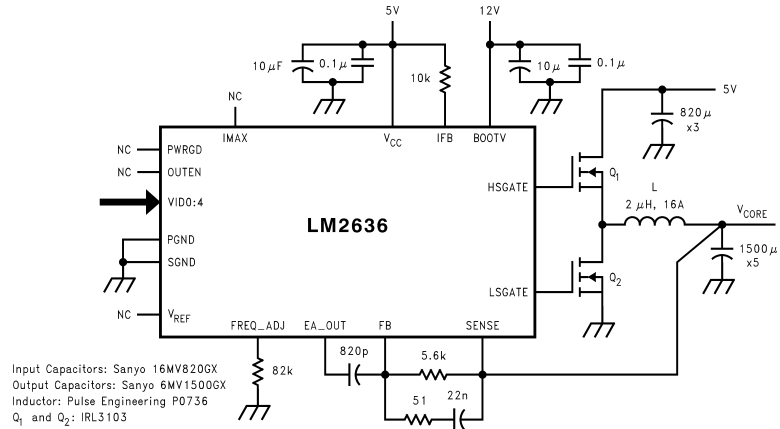 5V
12V
10μF
0.1μ
10k
10μ
0.1μ
NC
5V
820μ
x3
IMAX
VCC
IFB
BOOTV
NC
PWRGD
NC
OUTEN
VID0:4
HSGATE
Q1
L
2 μH, 16A
VCORE
LM2636
PGND
SGND
1500μ
x5
LSGATE
Q2
NC
VREF
FREQ_ADJ
EA_OUT
FB
SENSE
82k
820p
5.6k
51
22n
Input Capacitors: Sanyo 16MV820GX
Output Capacitors: Sanyo 6MV1500GX
Inductor: Pulse Engineering P0736
Q1 and Q2: IRL3103